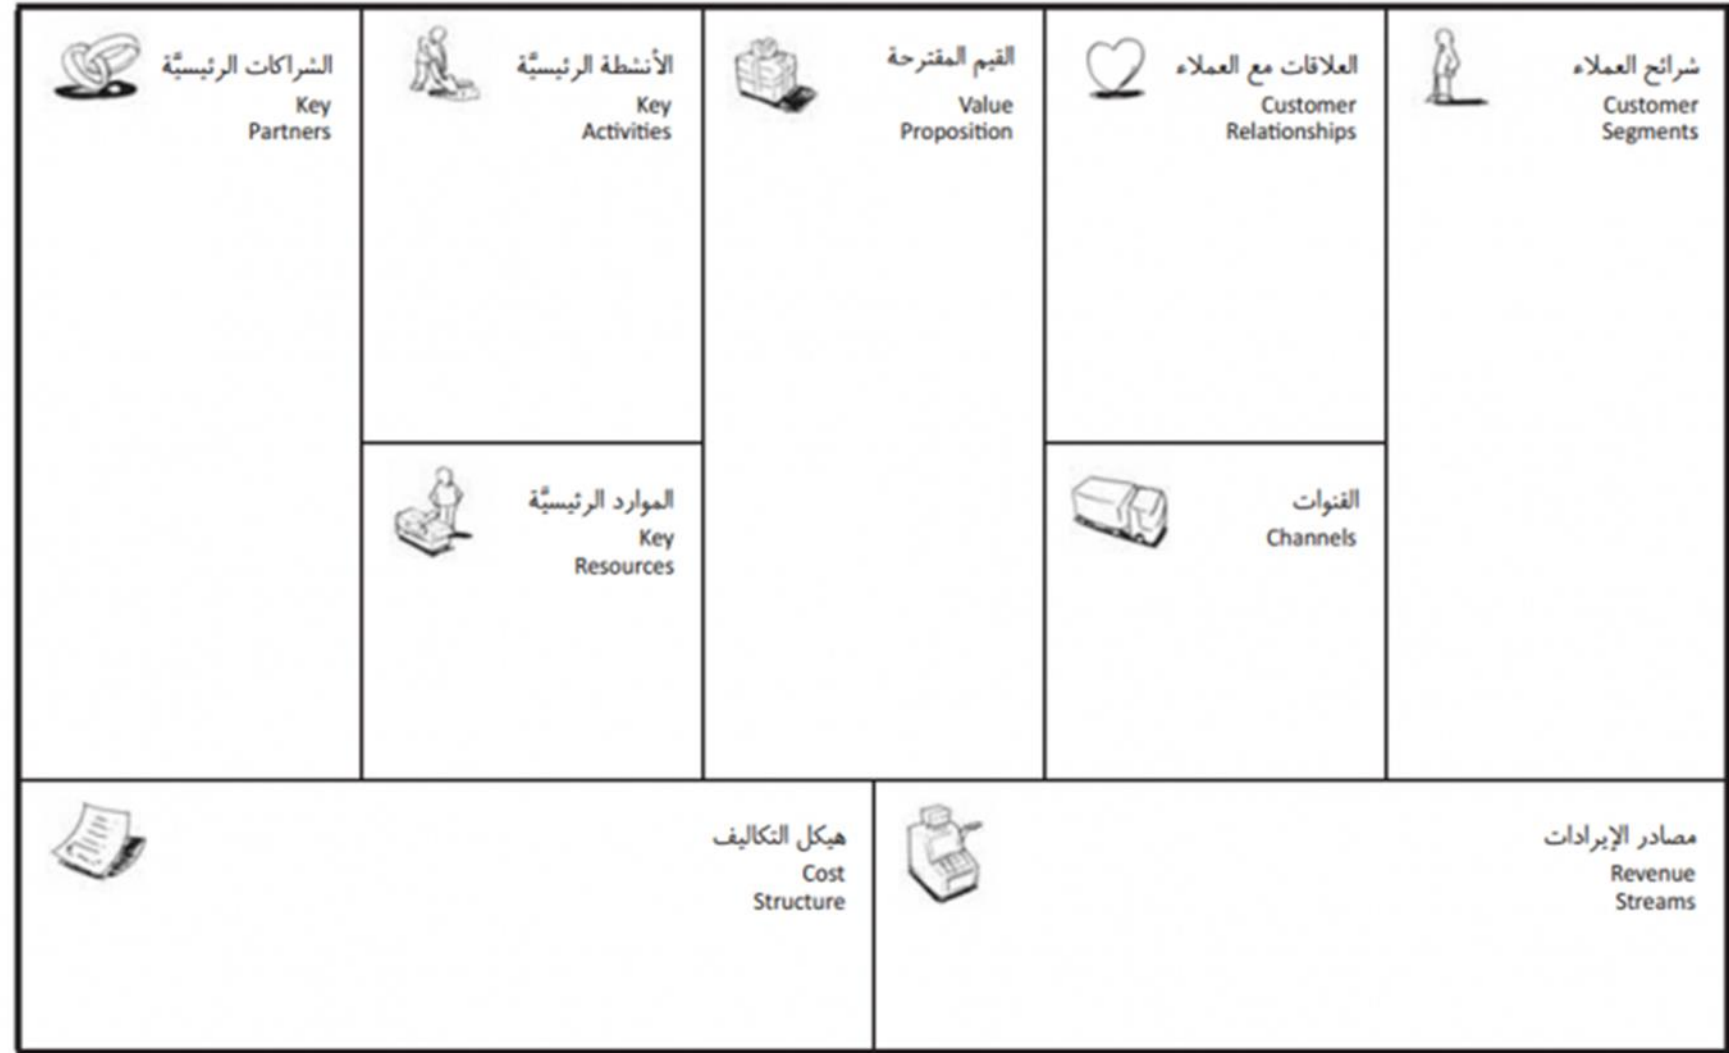 الشراكات الرئيسيَّة
Key
Partners
الأنشطة الرئيسيَّة
Key
Activities
القيم المقترحة
Value
Proposition
العلاقات مع العملاء
Customer
Relationships
شرائح العملاء
Customer
Segments
الموارد الرئيسيَّة
Key
Resources
القنوات
Channels
هيكل التكاليف
Cost
Structure
مصادر الإيرادات
Revenue
Streams